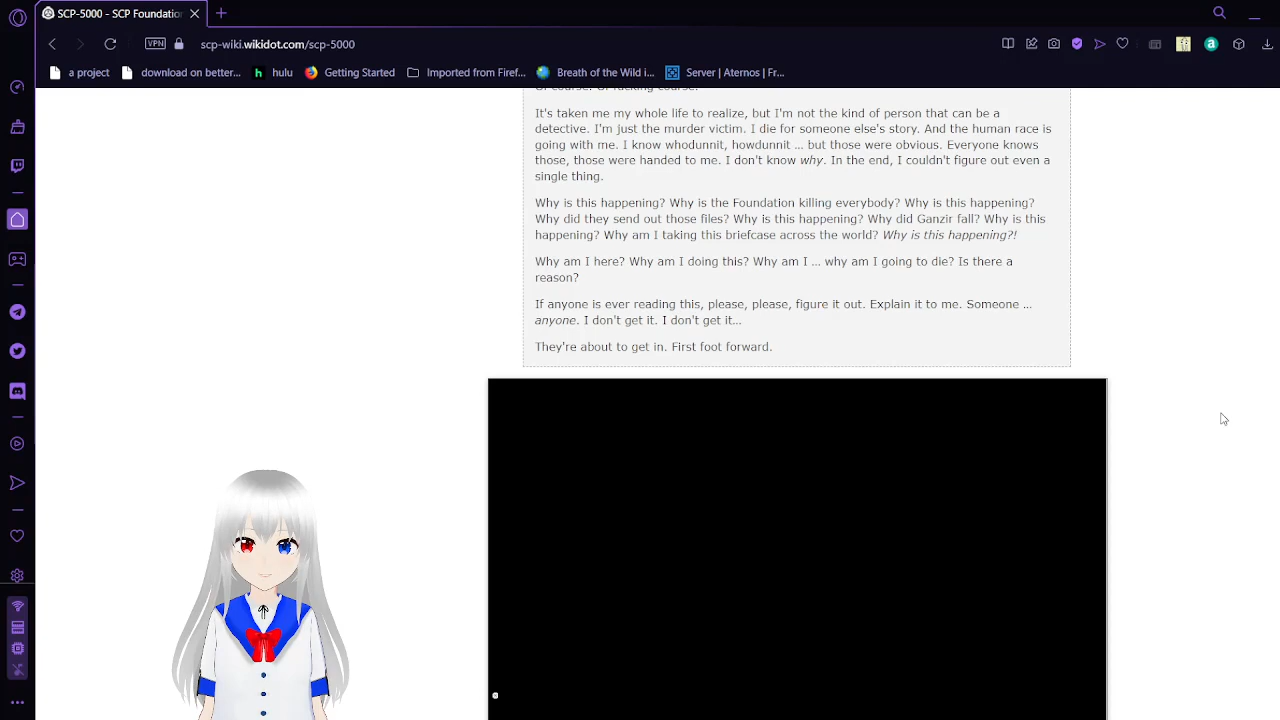 SCP-5000 - SCP Foundation
VPN
scp-wiki.wikidot.com/scp-5000
a project
download on better...
hulu
Getting Started
Imported from Firef...
Breath of the Wild i...
Server | Aternos | Fr...
Of course. Of fucking course.
It's taken me my whole life to realize, but I'm not the kind of person that can be a
detective. I'm just the murder victim. I die for someone else's story. And the human race is
going with me. I know whodunnit, howdunnit ... but those were obvious. Everyone knows
those, those were handed to me. I don't know why. In the end, I couldn't figure out even a
single thing.
Why is this happening? Why is the Foundation killing everybody? Why is this happening?
Why did they send out those files? Why is this happening? Why did Ganzir fall? Why is this
happening? Why am I taking this briefcase across the world? Why is this happening?!
Why am I here? Why am I doing this? Why am I ... why am I going to die? Is there a
reason?
If anyone is ever reading this, please, please, figure it out. Explain it to me. Someone ...
anyone. I don't get it. I don't get it...
They're about to get in. First foot forward.